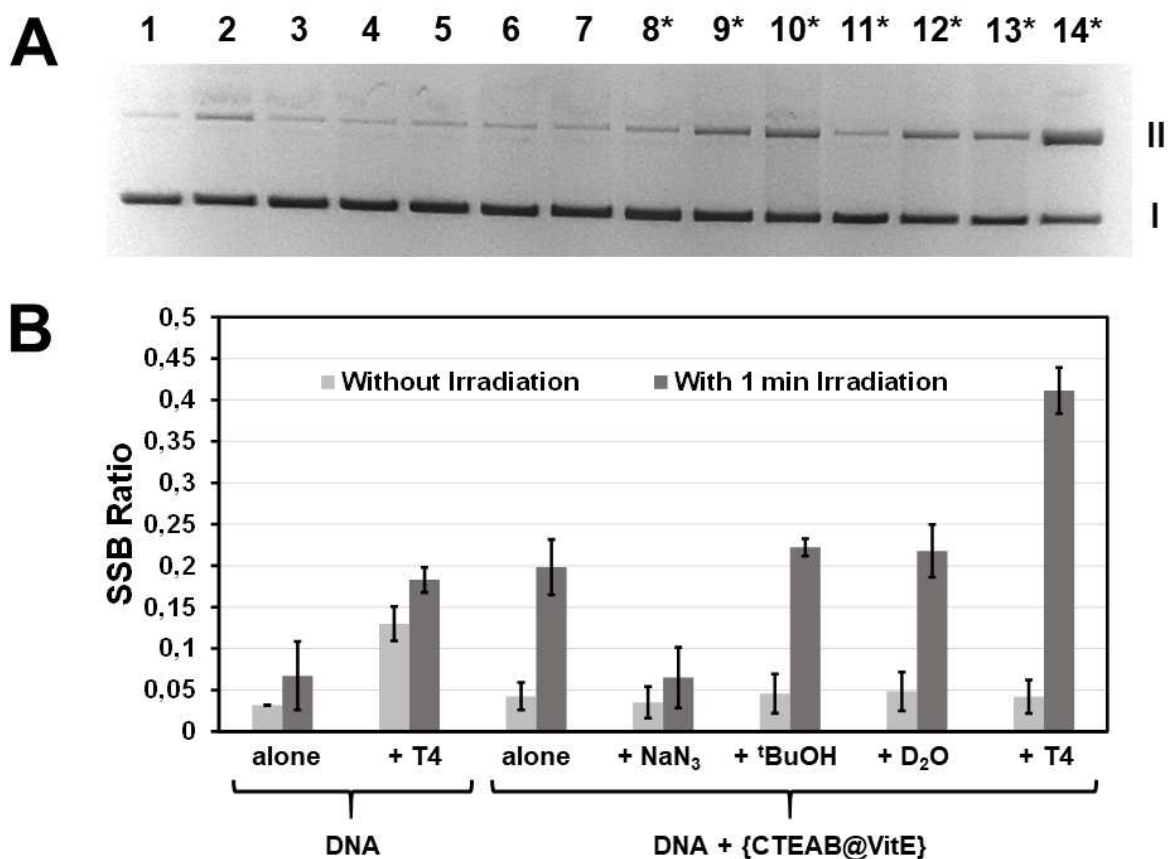 A
1 2 3 4 5 6 7 8* 9* 10* 11* 12* 13* 14*
II
I
B
0,5
0,45
0,4
0,35
0,3
0,25
0,2
0,15
0,1
0,05
0
SSB Ratio
Without Irradiation With 1 min Irradiation
alone + T4 alone + NaN₃ + ᵗBuOH + D₂O + T4
DNA DNA + {CTEAB@VitE}